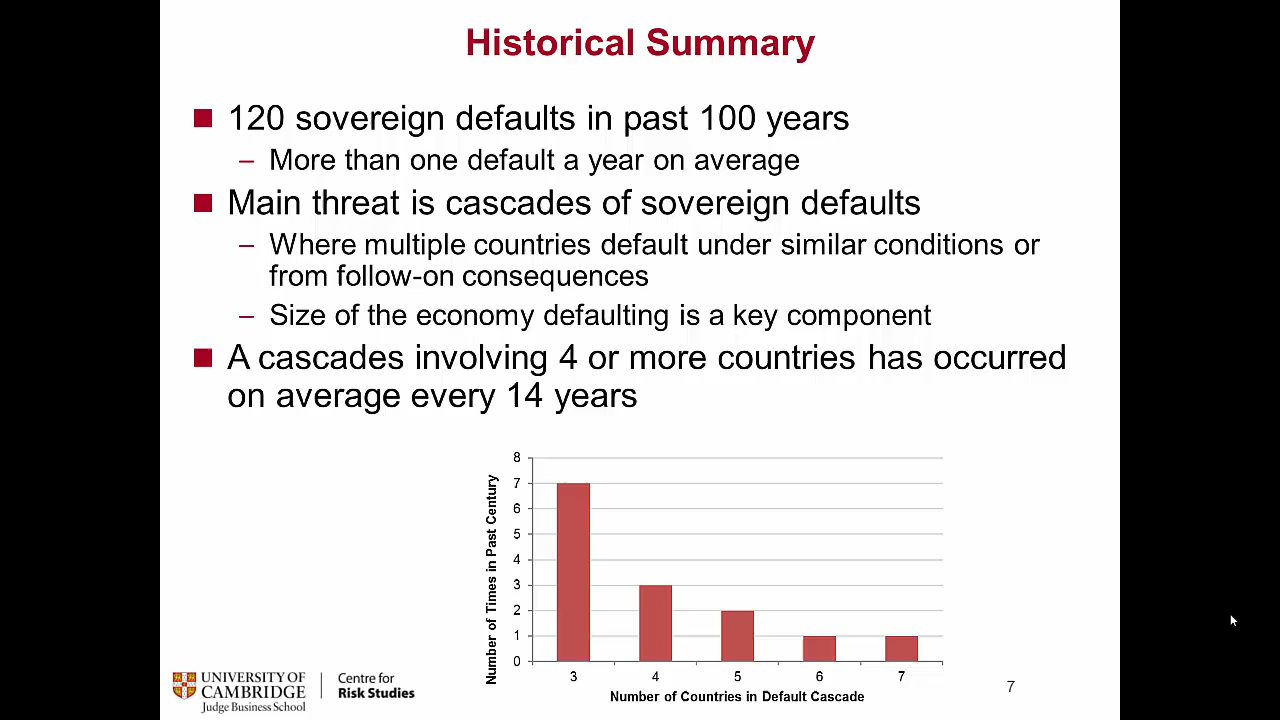 Historical Summary
■ 120 sovereign defaults in past 100 years
– More than one default a year on average
■ Main threat is cascades of sovereign defaults
– Where multiple countries default under similar conditions or
from follow-on consequences
– Size of the economy defaulting is a key component
■ A cascades involving 4 or more countries has occurred
on average every 14 years
Number of Times in Past Century
8
7
6
5
4
3
2
1
0
3 4 5 6 7
Number of Countries in Default Cascade
UNIVERSITY OF
CAMBRIDGE
Judge Business School
Centre for
Risk Studies
7